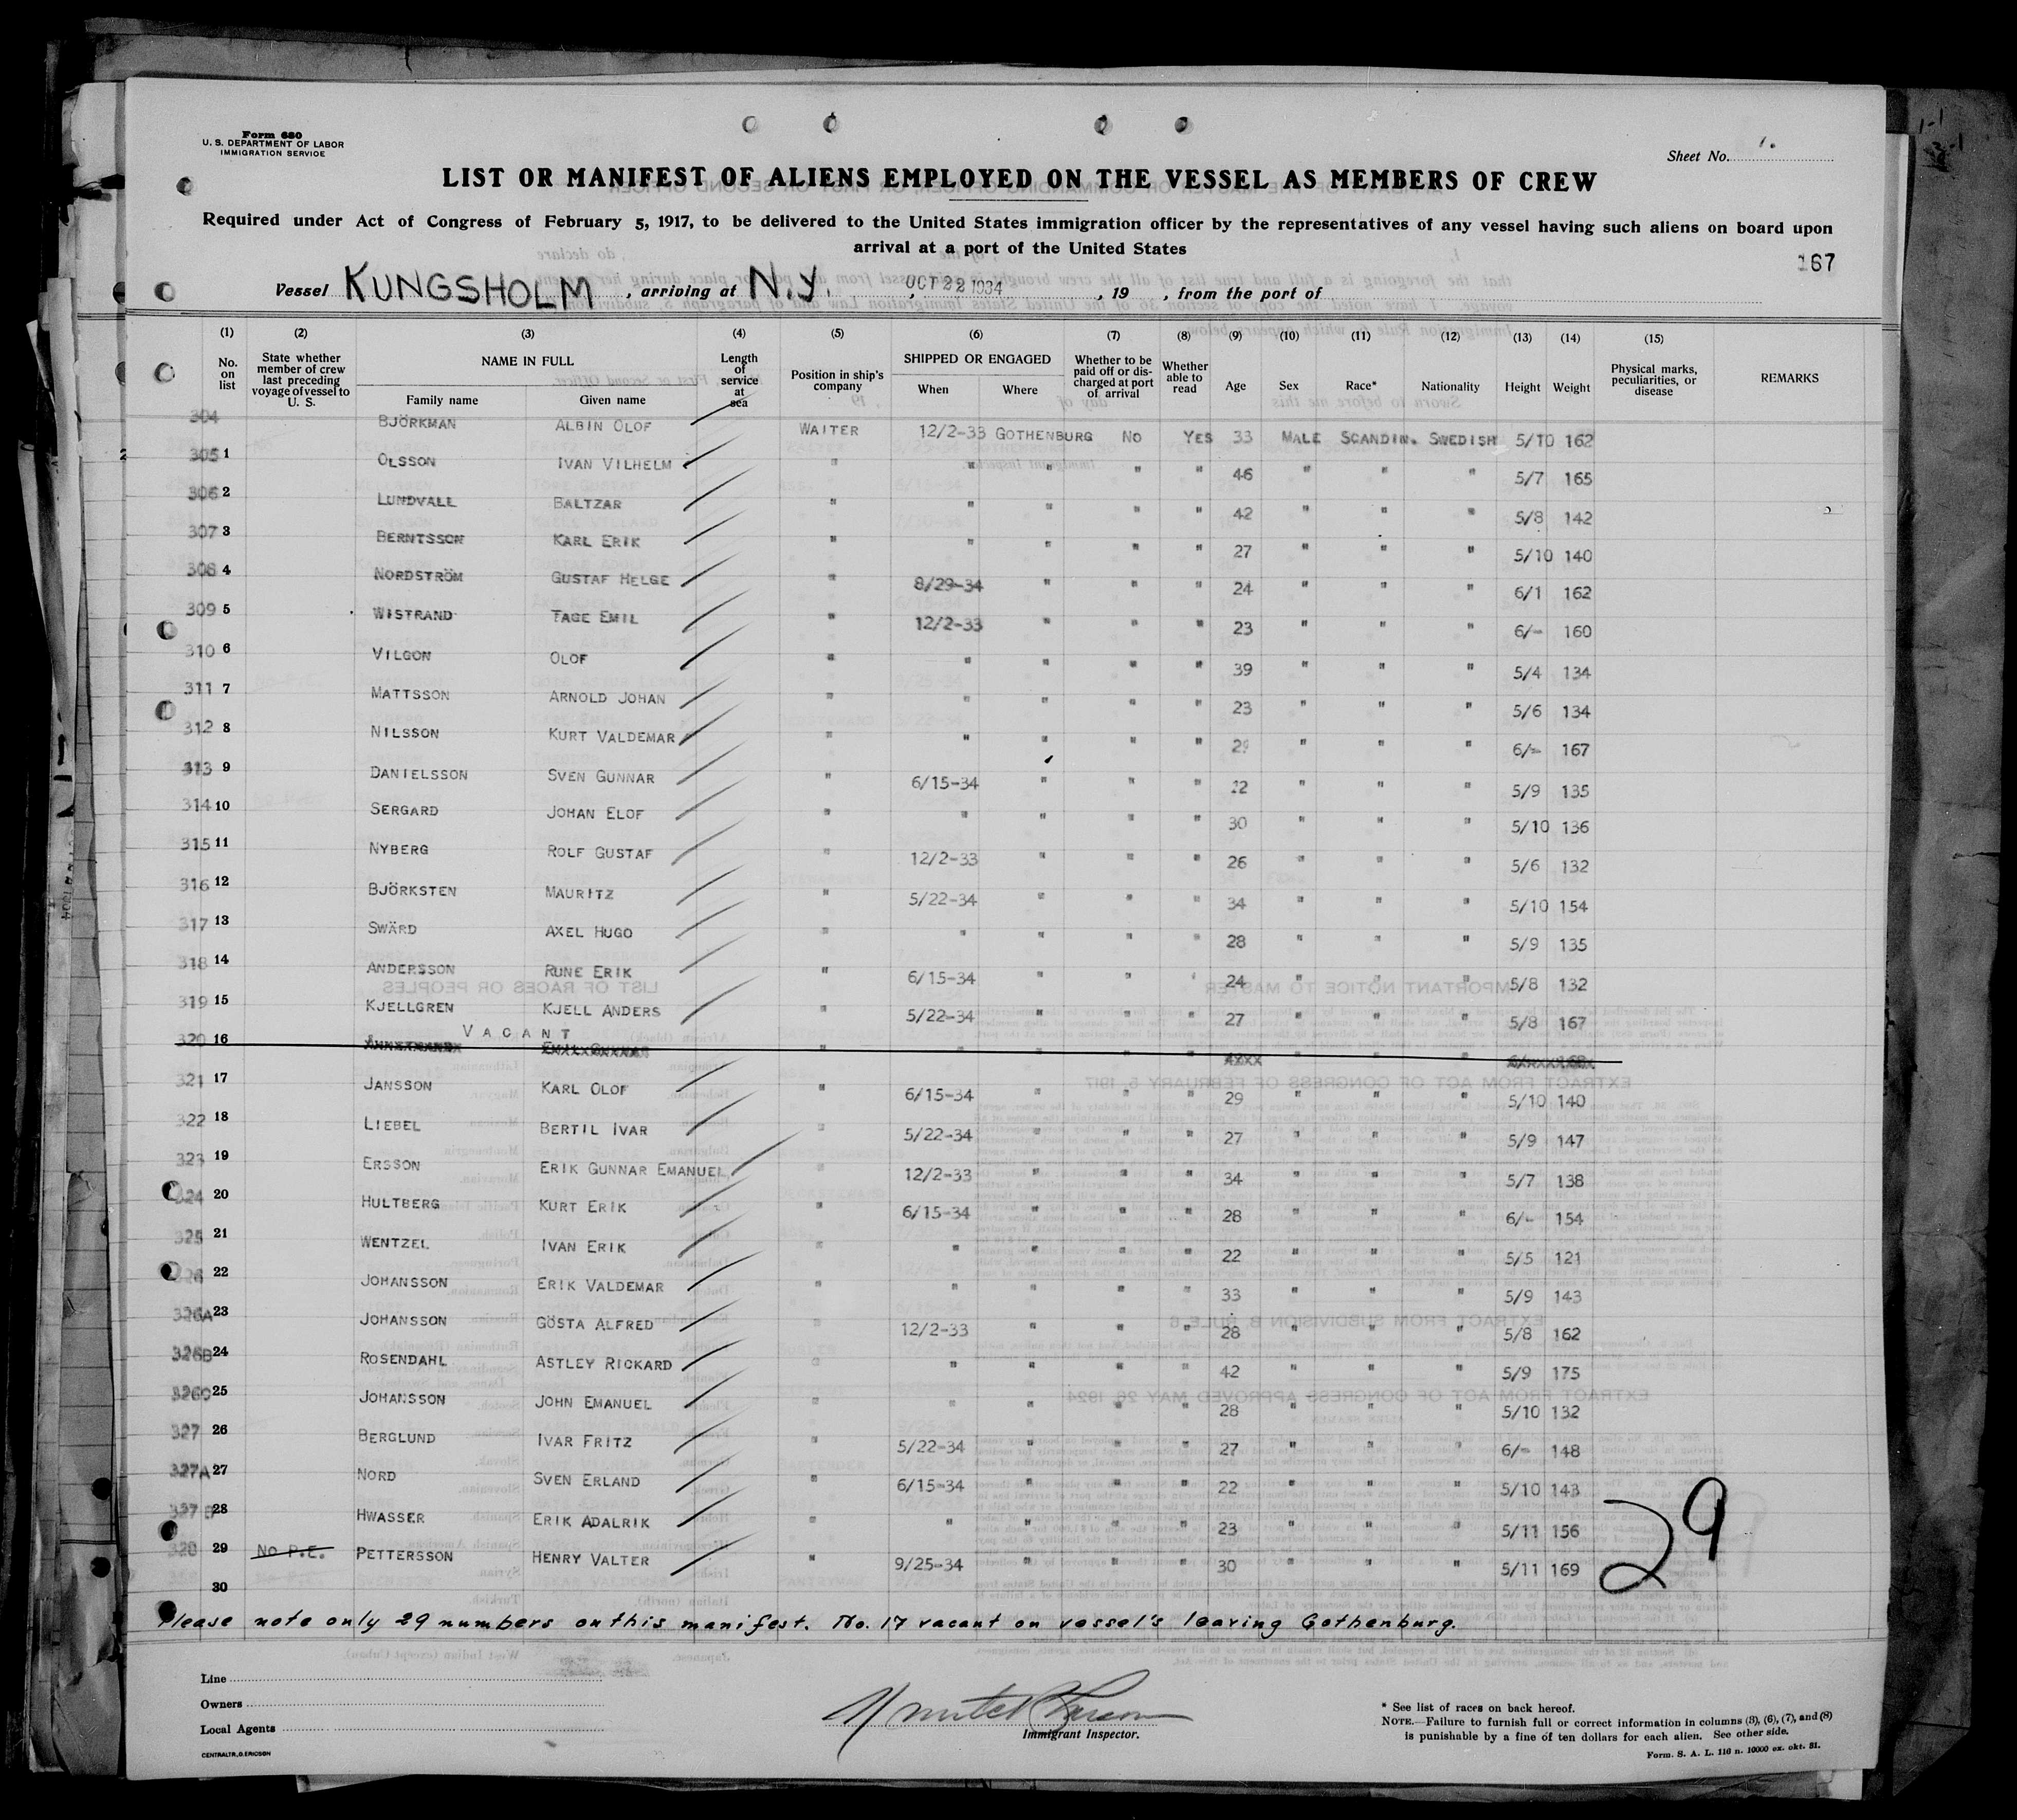 Form 680
U. S. DEPARTMENT OF LABOR
IMMIGRATION SERVICE
Sheet No. 1.
LIST OR MANIFEST OF ALIENS EMPLOYED ON THE VESSEL AS MEMBERS OF CREW
Required under Act of Congress of February 5, 1917, to be delivered to the United States immigration officer by the representatives of any vessel having such aliens on board upon
arrival at a port of the United States
167
Vessel KUNGSHOLM, arriving at N.Y. OCT 22 1934, 19 , from the port of
(1) (2) (3) (4) (5) (6) (7) (8) (9) (10) (11) (12) (13) (14) (15)
No. on list State whether member of crew last preceding voyage of vessel to U. S. NAME IN FULL Family name Given name Length of service at sea Position in ship's company SHIPPED OR ENGAGED When Where Whether to be paid off or discharged at port of arrival Whether able to read Age Sex Race* Nationality Height Weight Physical marks, peculiarities, or disease REMARKS
304 BJÖRKMAN ALBIN OLOF WAITER 12/2-33 GOTHENBURG NO YES 33 MALE SCANDIN. SWEDISH 5/10 162
305 1 OLSSON IVAN VILHELM " " " " " 46 " " " 5/7 165
306 2 LUNDVALL BALTZAR " " " " " 42 " " " 5/8 142
307 3 BERNTSSON KARL ERIK " " " " " 27 " " " 5/10 140
308 4 NORDSTRÖM GUSTAF HELGE " 8/29-34 " " " 24 " " " 6/1 162
309 5 WISTRAND TAGE EMIL " 12/2-33 " " " 23 " " " 6/- 160
310 6 VILGON OLOF " " " " " 39 " " " 5/4 134
311 7 MATTSSON ARNOLD JOHAN " " " " " 23 " " " 5/6 134
312 8 NILSSON KURT VALDEMAR " " " " " " " " 6/- 167
313 9 DANIELSSON SVEN GUNNAR " 6/15-34 " " " " " " 5/9 135
314 10 SERGARD JOHAN ELOF " " " " " 30 " " " 5/10 136
315 11 NYBERG ROLF GUSTAF " 12/2-33 " " " 26 " " " 5/6 132
316 12 BJÖRKSTEN MAURITZ " 5/22-34 " " " 34 " " " 5/10 154
317 13 SWÄRD AXEL HUGO " " " " " 28 " " " 5/9 135
318 14 ANDERSSON RUNE ERIK " 6/15-34 " " " 24 " " " 5/8 132
319 15 KJELLGREN KJELL ANDERS " 5/22-34 " " " 27 " " " 5/8 167
320 16 VACANT
321 17 JANSSON KARL OLOF " 6/15-34 " " " 29 " " " 5/10 140
322 18 LIEBEL BERTIL IVAR " 5/22-34 " " " 27 " " " 5/9 147
323 19 ERSSON ERIK GUNNAR EMANUEL " 12/2-33 " " " 34 " " " 5/7 138
324 20 HULTBERG KURT ERIK " 6/15-34 " " " 28 " " " 6/- 154
325 21 WENTZEL IVAN ERIK " " " " " 22 " " " 5/5 121
326 22 JOHANSSON ERIK VALDEMAR " " " " " 33 " " " 5/9 143
326A 23 JOHANSSON GÖSTA ALFRED " 12/2-33 " " " 28 " " " 5/8 162
326B 24 ROSENDAHL ASTLEY RICKARD " " " " " 42 " " " 5/9 175
326C 25 JOHANSSON JOHN EMANUEL " " " " " 28 " " " 5/10 132
327 26 BERGLUND IVAR FRITZ " 5/22-34 " " " 27 " " " 6/- 148
327A 27 NORD SVEN ERLAND " 6/15-34 " " " 22 " " " 5/10 143
327B 28 HWASSER ERIK ADALRIK " " " " " 23 " " " 5/11 156
328 29 No P.E. PETTERSSON HENRY VALTER " 9/25-34 " " " 30 " " " 5/11 169
30
29
Please note only 29 numbers on this manifest. No. 17 vacant on vessel's leaving Gothenburg.
Line
Owners
Local Agents
CENTRALTR, G. ERICSON
Immigrant Inspector.
* See list of races on back hereof.
NOTE.—Failure to furnish full or correct information in columns (3), (6), (7), and (8)
is punishable by a fine of ten dollars for each alien. See other side.
Form. S. A. L. 116 n. 10000 ex. okt. 31.